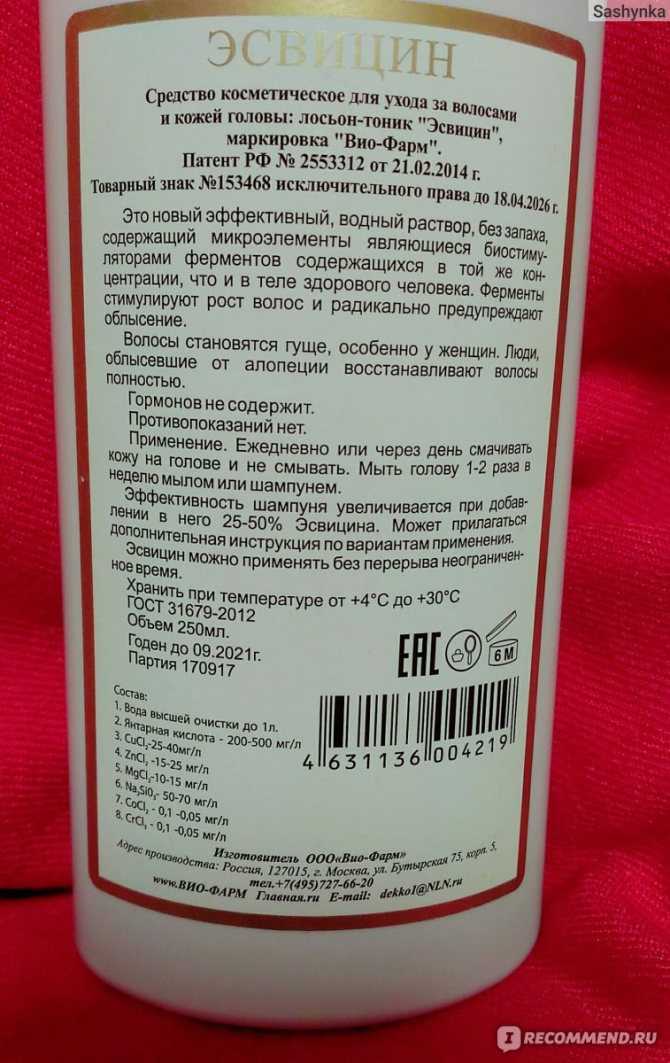 Sashynka
ЭСВИЦИН
Средство косметическое для ухода за волосами
и кожей головы: лосьон-тоник "Эсвицин",
маркировка "Вио-Фарм".
Патент РФ № 2553312 от 21.02.2014 г.
Товарный знак №153468 исключительного права до 18.04.2026 г.
Это новый эффективный, водный раствор, без запаха,
содержащий микроэлементы являющиеся биостиму-
ляторами ферментов содержащихся в той же кон-
центрации, что и в теле здорового человека. Ферменты
стимулируют рост волос и радикально предупреждают
облысение.
Волосы становятся гуще, особенно у женщин. Люди,
облысевшие от алопеции восстанавливают волосы
полностью.
Гормонов не содержит.
Противопоказаний нет.
Применение. Ежедневно или через день смачивать
кожу на голове и не смывать. Мыть голову 1-2 раза в
неделю мылом или шампунем.
Эффективность шампуня увеличивается при добав-
лении в него 25-50% Эсвицина. Может прилагаться
дополнительная инструкция по вариантам применения.
Эсвицин можно применять без перерыва неограничен-
ное время.
Хранить при температуре от +4°С до +30°С
ГОСТ 31679-2012
Объем 250мл.
Годен до 09.2021г.
Партия 170917
EAC
6 M
Состав:
1. Вода высшей очистки до 1л.
2. Янтарная кислота - 200-500 мг/л
3. CuCl₂-25-40мг/л
4. ZnCl₂ -15-25 мг/л
5. MgCl₂-10-15 мг/л
6. Na₂SiO₃- 50-70 мг/л
7. CoCl₂ - 0,1 -0,05 мг/л
8. CrCl₃ - 0,1 -0,05 мг/л
4 631136 004219
Изготовитель ООО«Вио-Фарм»
Адрес производства: Россия, 127015, г. Москва, ул. Бутырская 75, корп. 5,
тел.+7(495)727-66-20
www.ВИО-ФАРМ Главная.ru E-mail: dekko1@NLN.ru
IRECOMMEND.RU